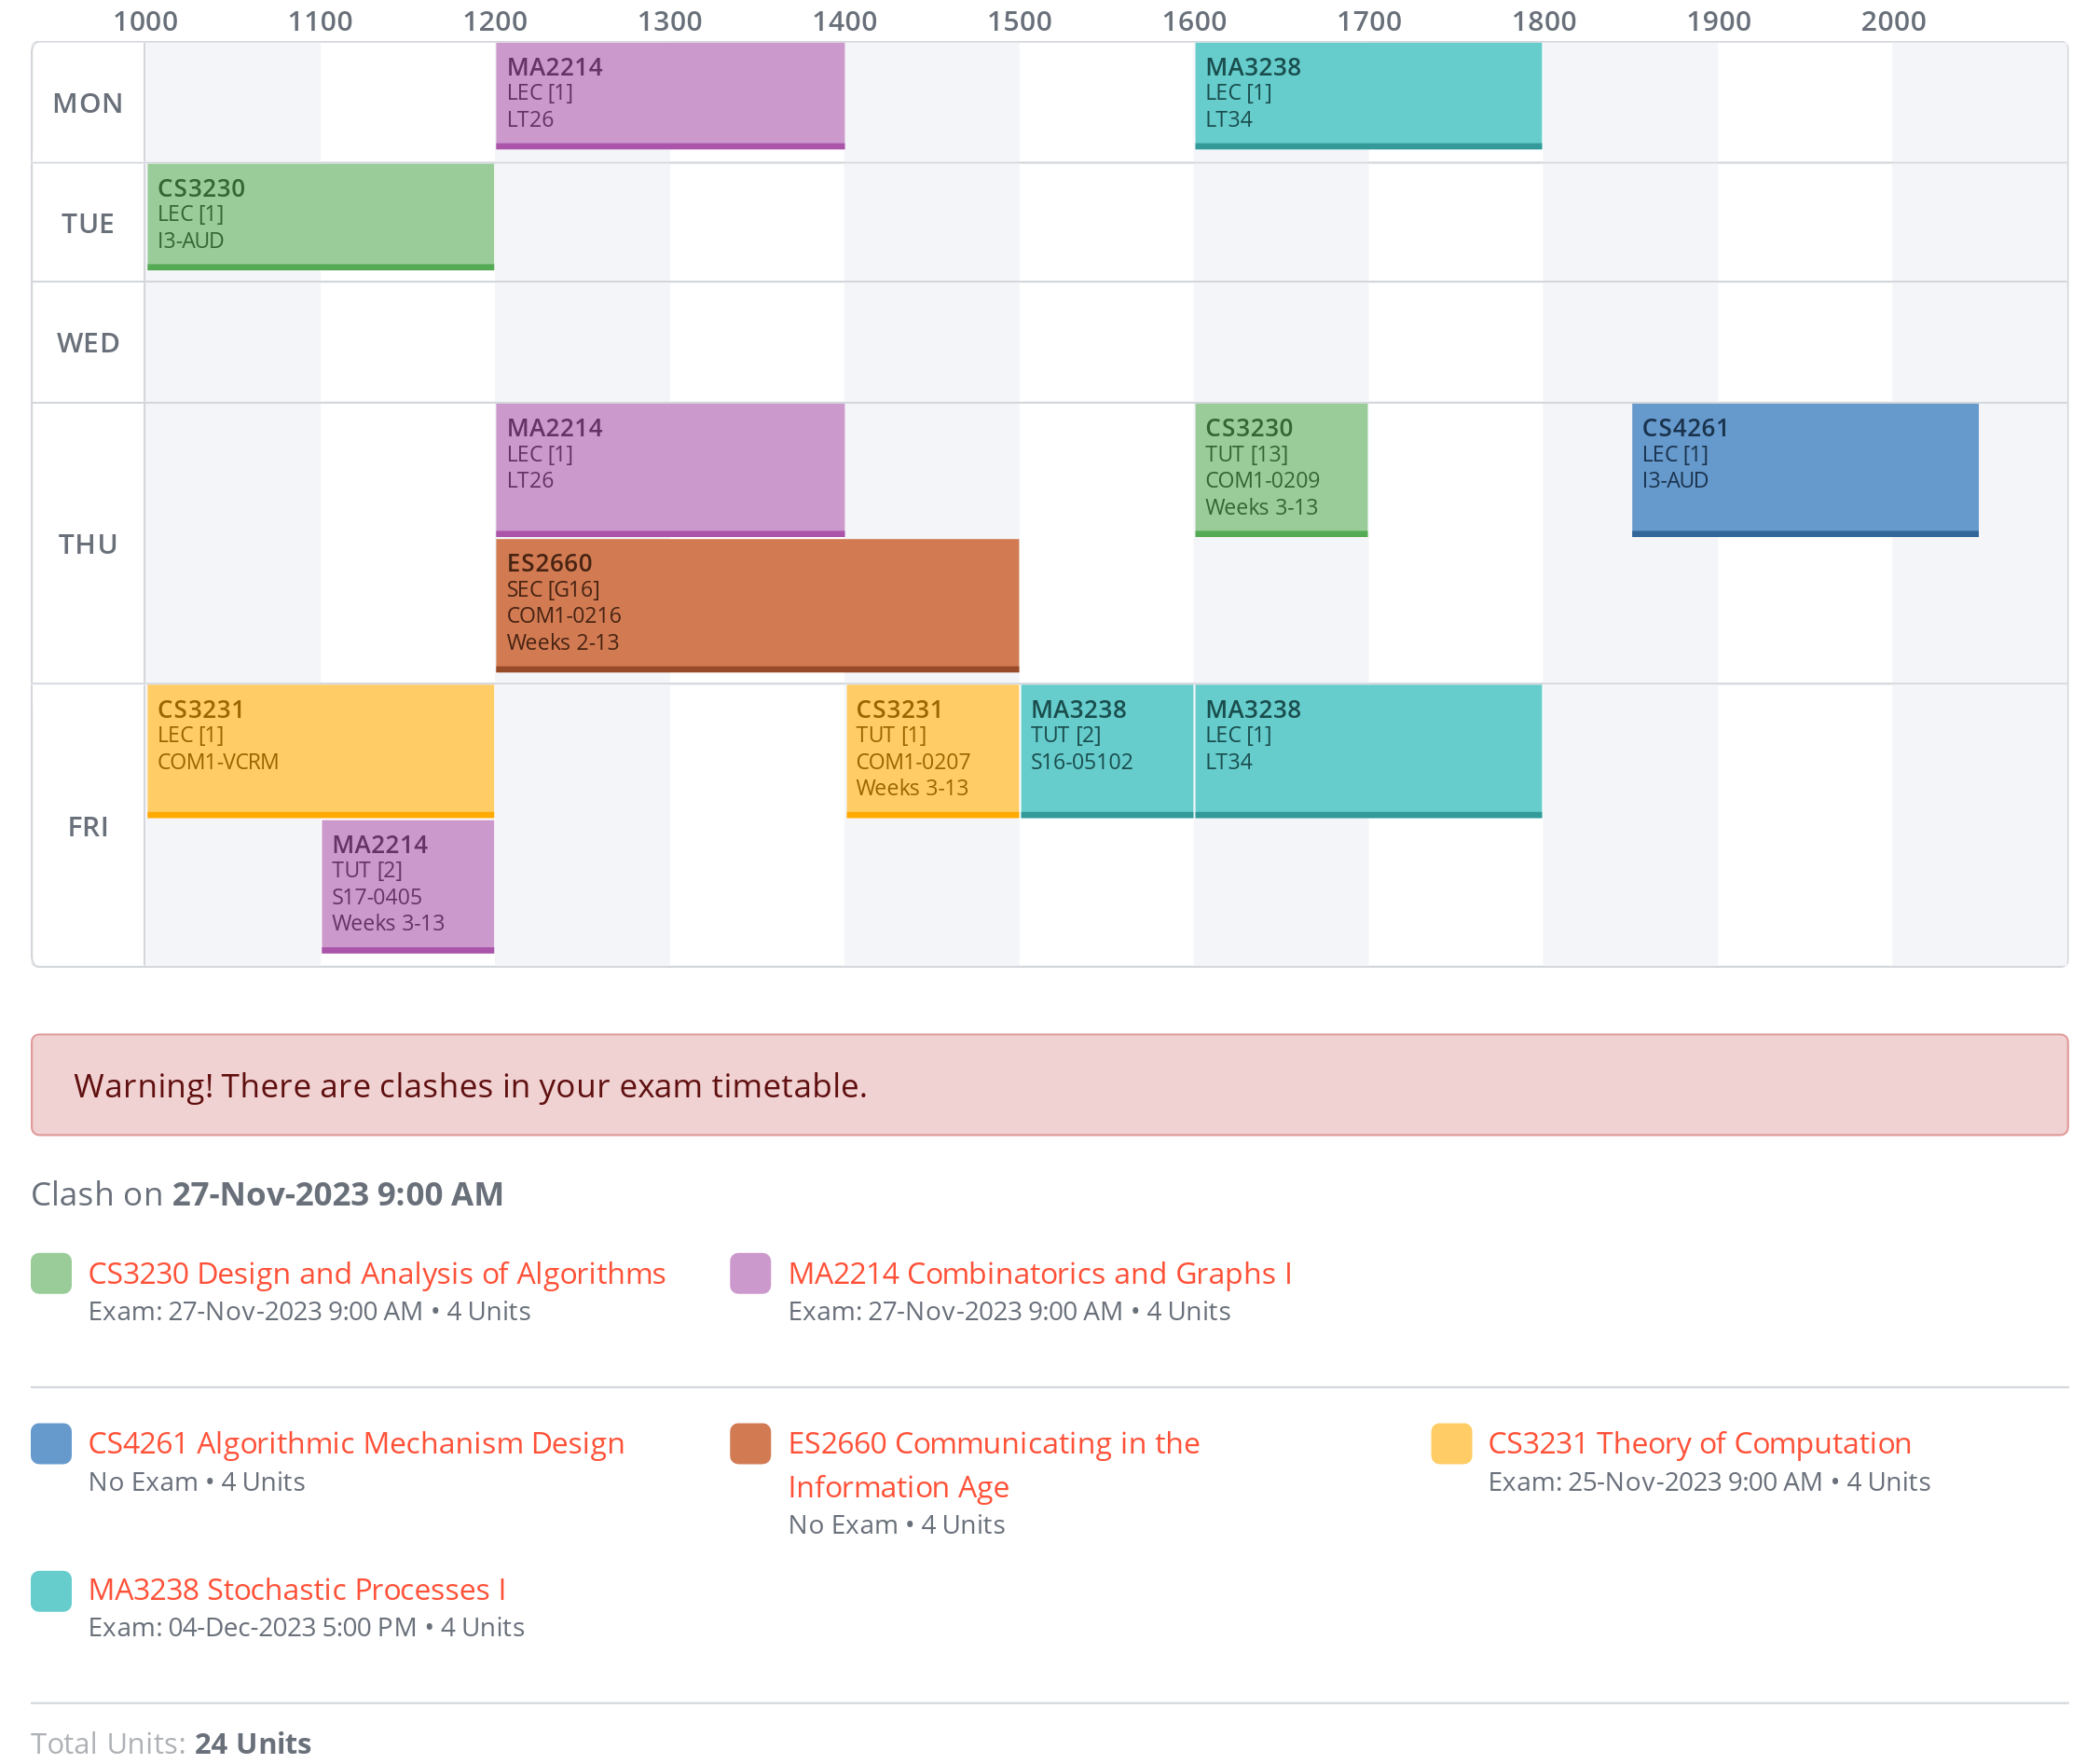 1000 1100 1200 1300 1400 1500 1600 1700 1800 1900 2000
MON
MA2214
LEC [1]
LT26
MA3238
LEC [1]
LT34
TUE
CS3230
LEC [1]
I3-AUD
WED
THU
MA2214
LEC [1]
LT26
CS3230
TUT [13]
COM1-0209
Weeks 3-13
CS4261
LEC [1]
I3-AUD
ES2660
SEC [G16]
COM1-0216
Weeks 2-13
FRI
CS3231
LEC [1]
COM1-VCRM
CS3231
TUT [1]
COM1-0207
Weeks 3-13
MA3238
TUT [2]
S16-05102
MA3238
LEC [1]
LT34
MA2214
TUT [2]
S17-0405
Weeks 3-13
Warning! There are clashes in your exam timetable.
Clash on 27-Nov-2023 9:00 AM
CS3230 Design and Analysis of Algorithms
Exam: 27-Nov-2023 9:00 AM • 4 Units
MA2214 Combinatorics and Graphs I
Exam: 27-Nov-2023 9:00 AM • 4 Units
CS4261 Algorithmic Mechanism Design
No Exam • 4 Units
ES2660 Communicating in the
Information Age
No Exam • 4 Units
CS3231 Theory of Computation
Exam: 25-Nov-2023 9:00 AM • 4 Units
MA3238 Stochastic Processes I
Exam: 04-Dec-2023 5:00 PM • 4 Units
Total Units: 24 Units